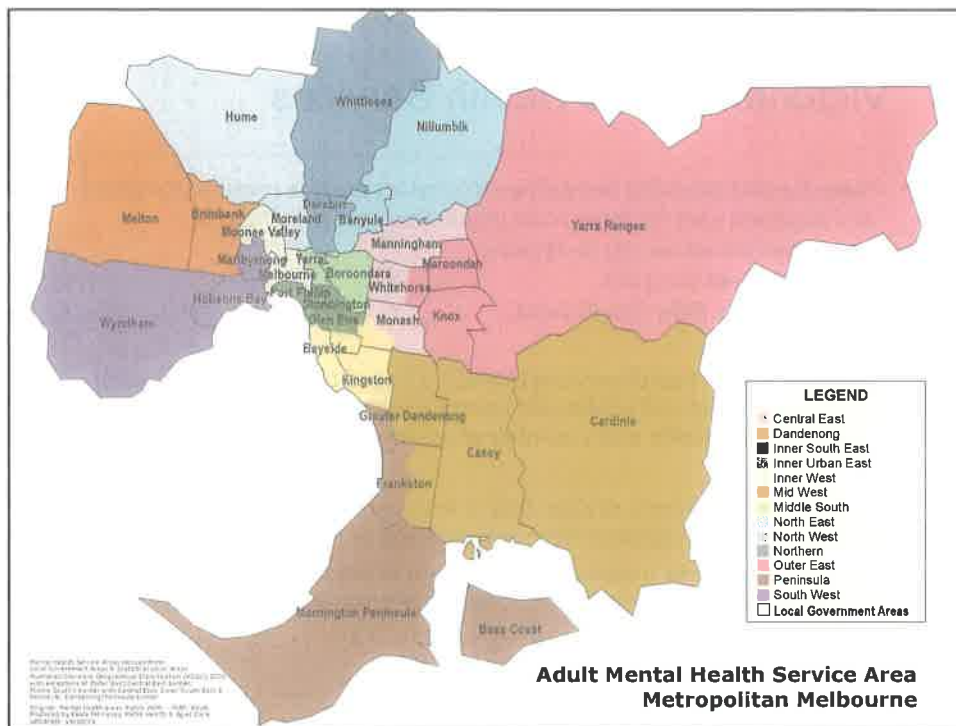 Whittlesea
Hume
Nillumbik
Yarra Ranges
Melton
Brimbank
Darebin
Moreland
Banyule
Moonee Valley
Manningham
Maribyrnong
Yarra
Maroondah
Melbourne
Boroondara
Whitehorse
Port Phillip
Hobsons Bay
Stonnington
Wyndham
Glen Eira
Monash
Knox
Bayside
Kingston
Greater Dandenong
Cardinia
Casey
Frankston
Mornington Peninsula
Bass Coast
LEGEND
Central East
Dandenong
Inner South East
Inner Urban East
Inner West
Mid West
Middle South
North East
North West
Northern
Outer East
Peninsula
South West
Local Government Areas
Adult Mental Health Service Area
Metropolitan Melbourne